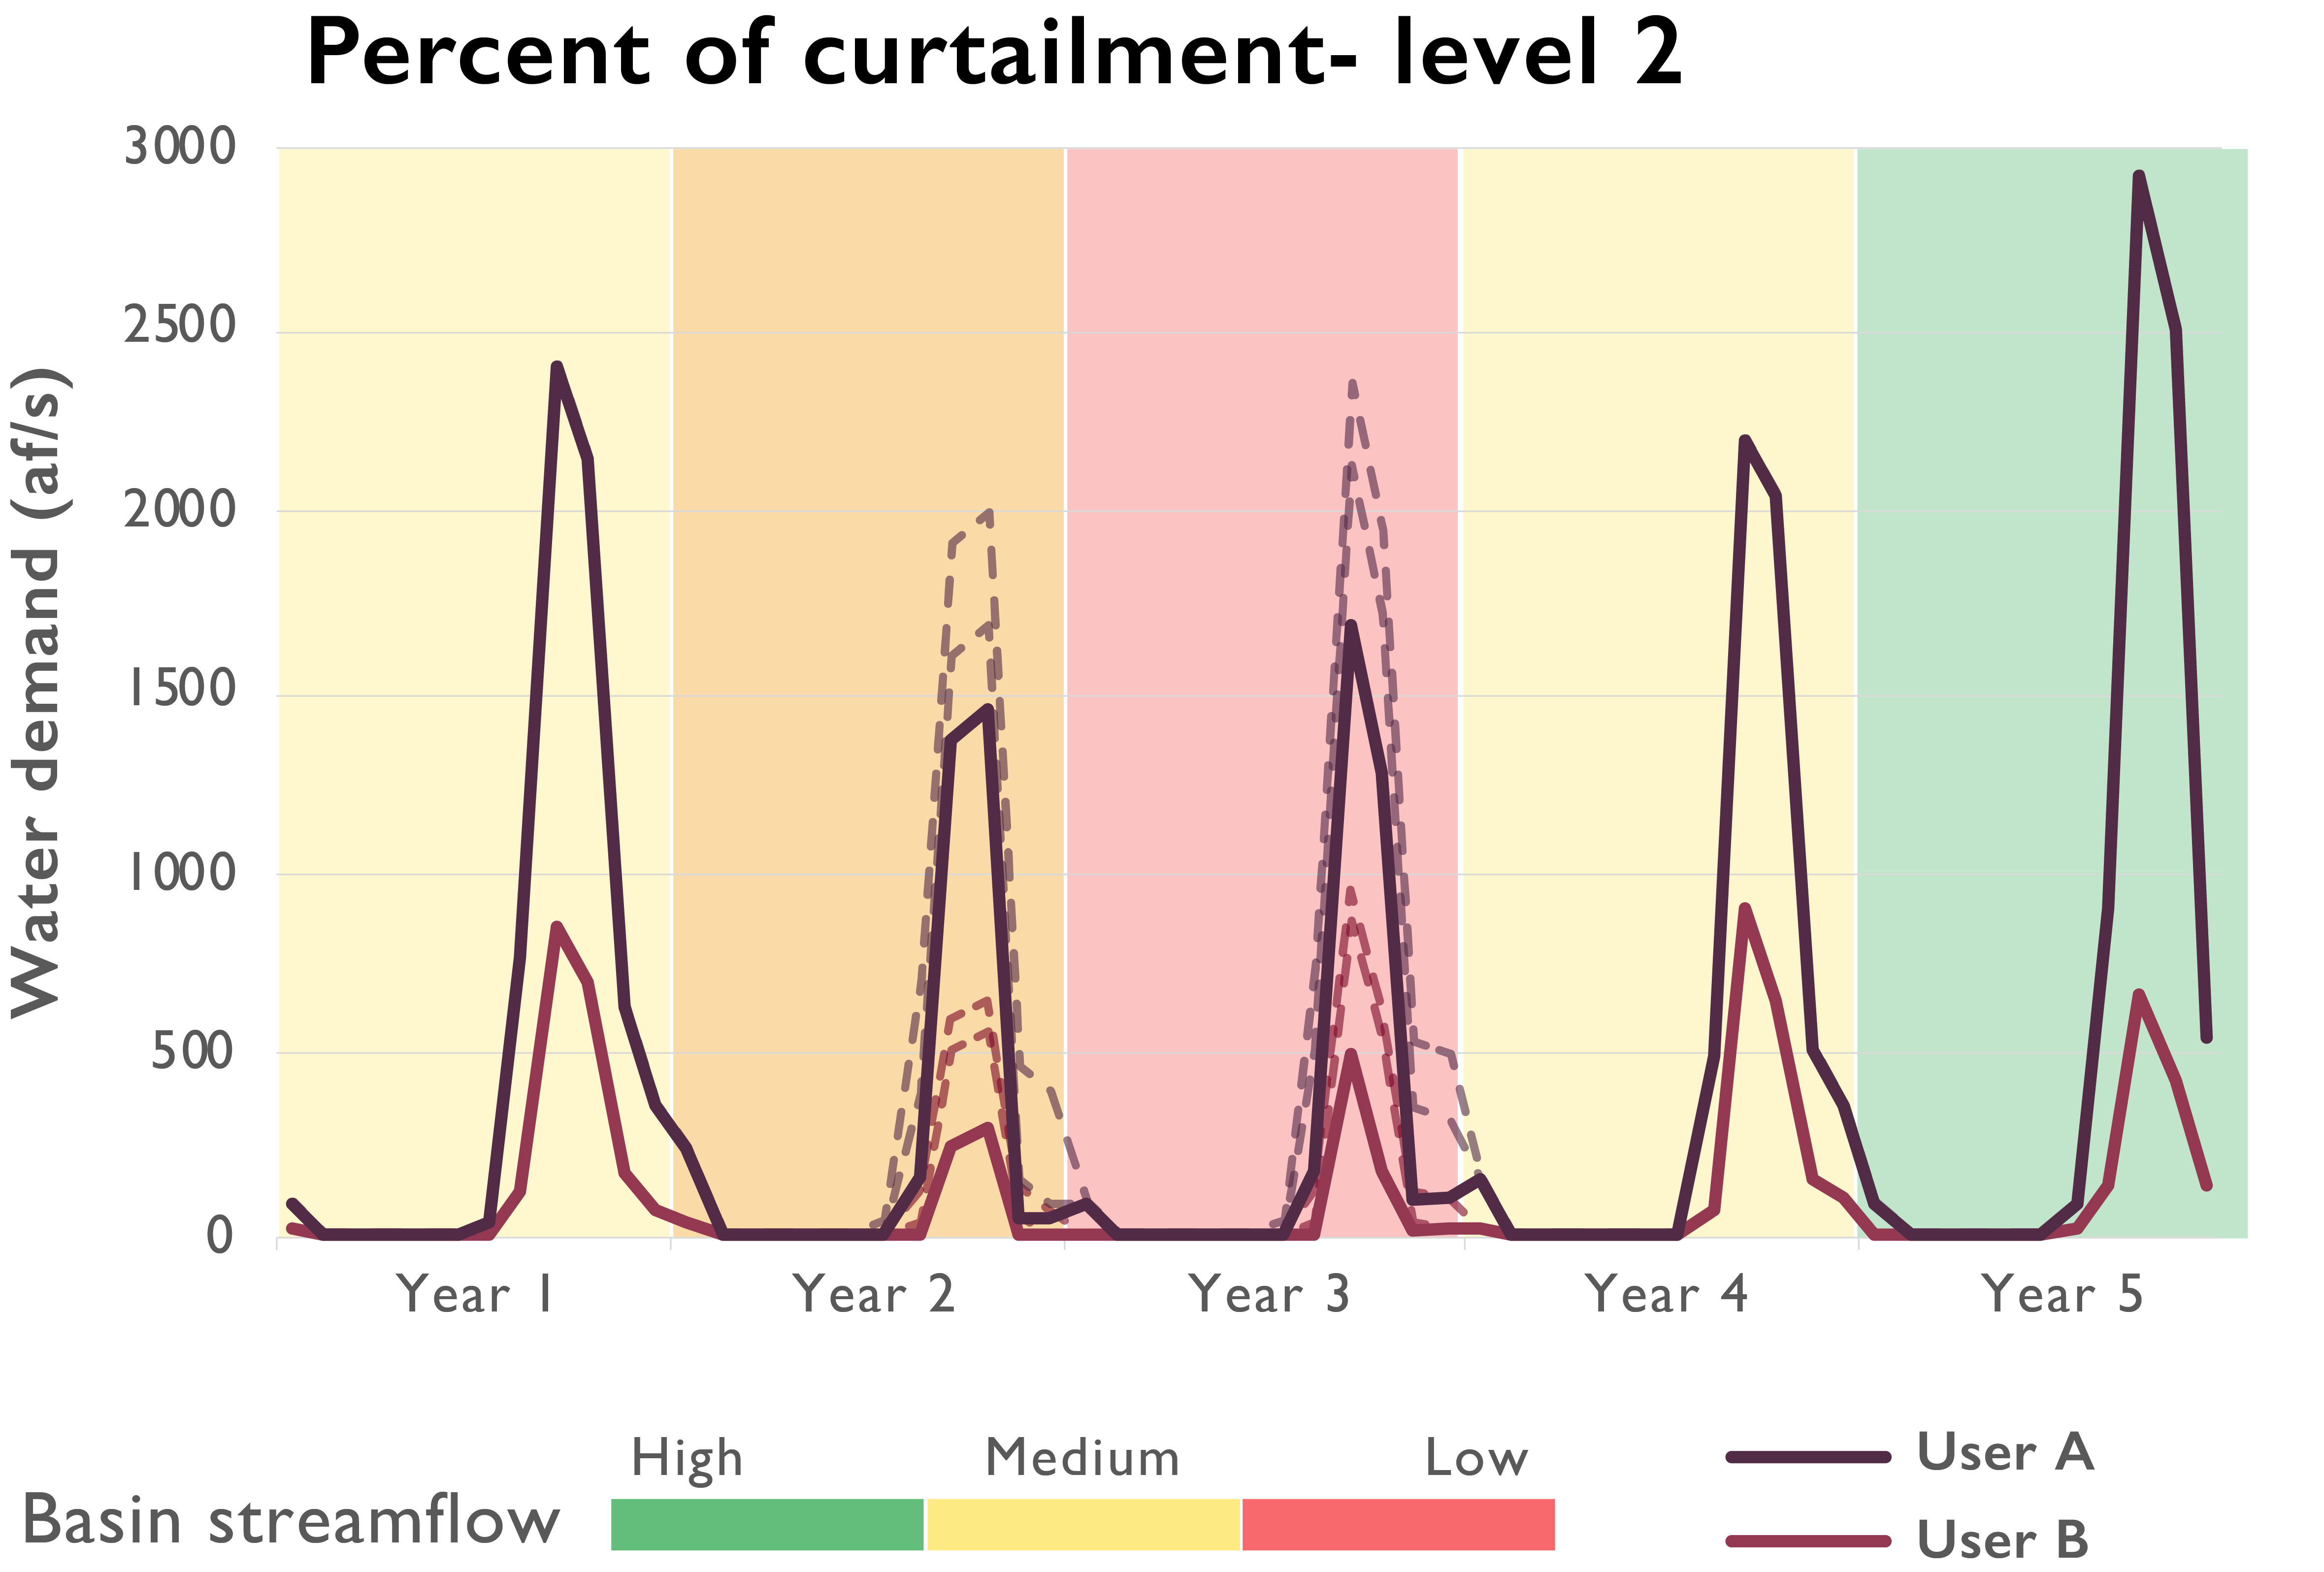 Percent of curtailment- level 2
Water demand (af/s)
3000
2500
2000
1500
1000
500
0
Year 1
Year 2
Year 3
Year 4
Year 5
High
Medium
Low
Basin streamflow
User A
User B